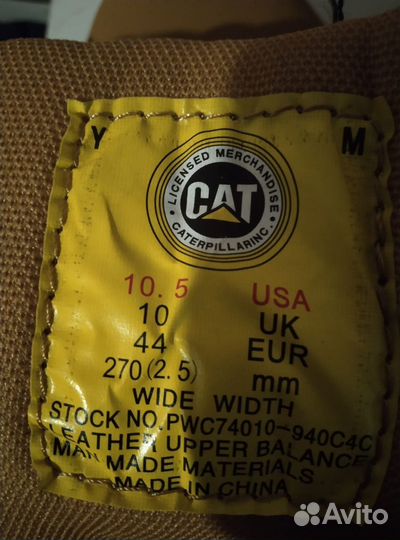 Y M
LICENSED MERCHANDISE
CAT
CATERPILLAR INC.
10.5 USA
10 UK
44 EUR
270(2.5) mm
WIDE WIDTH
STOCK NO PWC74010-940C4C
LEATHER UPPER BALANCE
MAN MADE MATERIALS
MADE IN CHINA
Avito